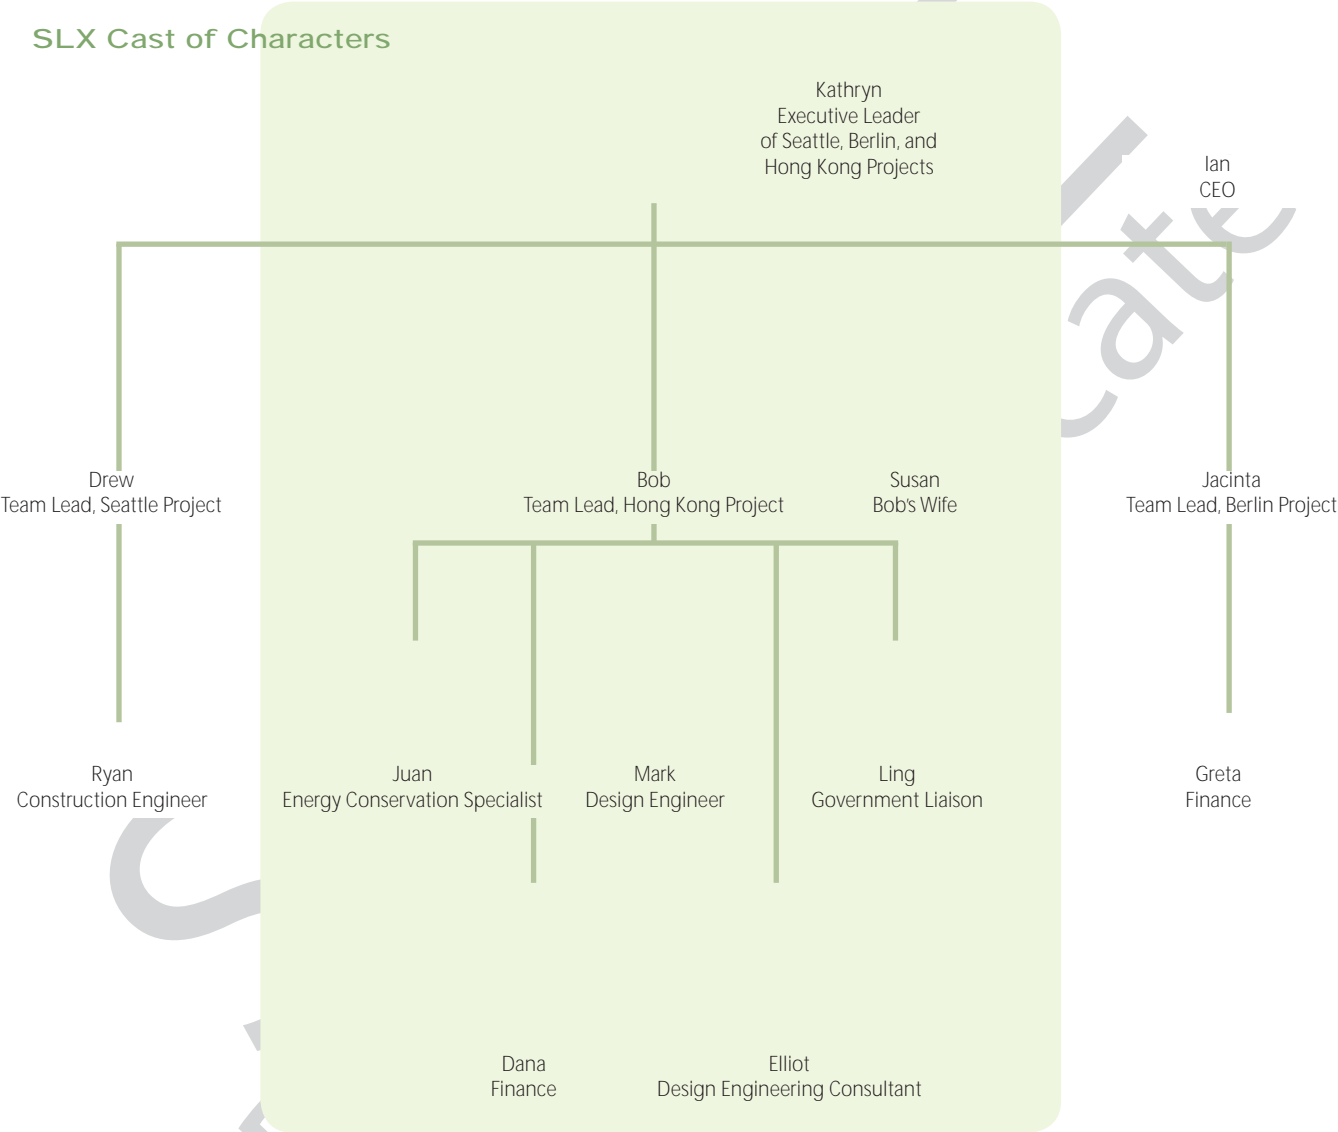 SLX Cast of Characters
Kathryn
Executive Leader
of Seattle, Berlin, and
Hong Kong Projects
Ian
CEO
Drew
Team Lead, Seattle Project
Bob
Team Lead, Hong Kong Project
Susan
Bob's Wife
Jacinta
Team Lead, Berlin Project
Ryan
Construction Engineer
Juan
Energy Conservation Specialist
Mark
Design Engineer
Ling
Government Liaison
Greta
Finance
Dana
Finance
Elliot
Design Engineering Consultant